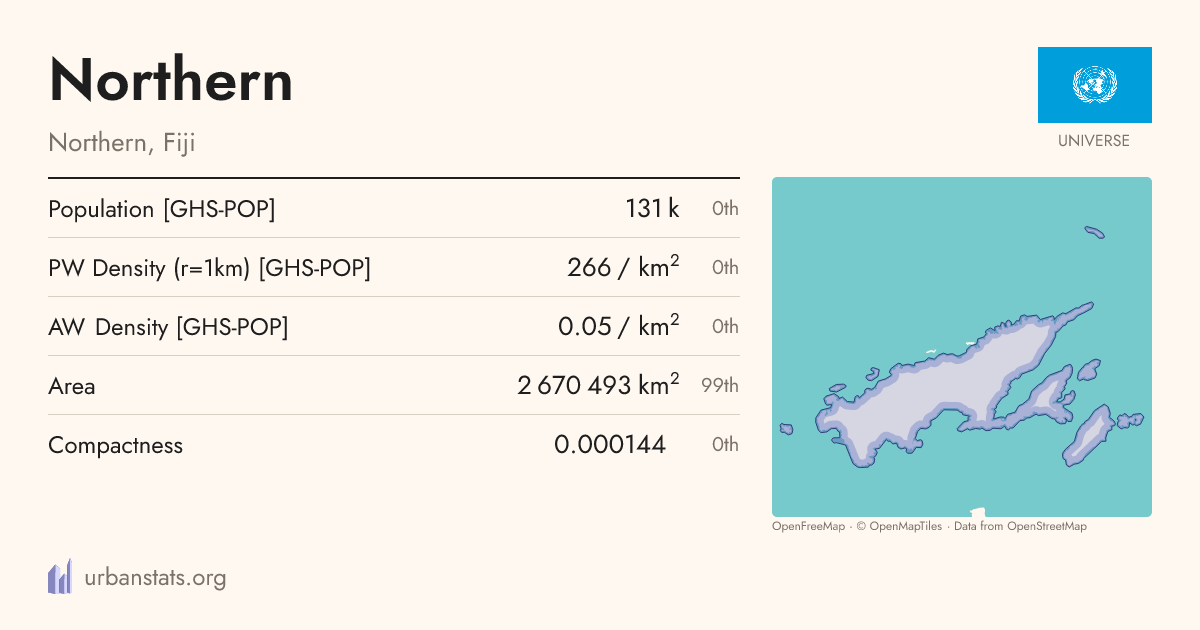 Northern
Northern, Fiji
UNIVERSE
Population [GHS-POP] 131 k 0th
PW Density (r=1km) [GHS-POP] 266 / km² 0th
AW Density [GHS-POP] 0.05 / km² 0th
Area 2 670 493 km² 99th
Compactness 0.000144 0th
OpenFreeMap · © OpenMapTiles · Data from OpenStreetMap
urbanstats.org